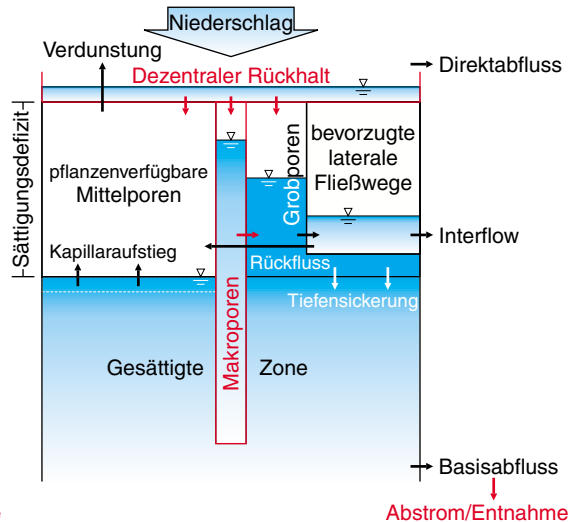 Niederschlag
Verdunstung
Dezentraler Rückhalt
Direktabfluss
Sättigungsdefizit
pflanzenverfügbare
Mittelporen
Grobporen
bevorzugte
laterale
Fließwege
Kapillaraufstieg
Rückfluss
Interflow
Tiefensickerung
Makroporen
Gesättigte
Zone
Basisabfluss
Abstrom/Entnahme